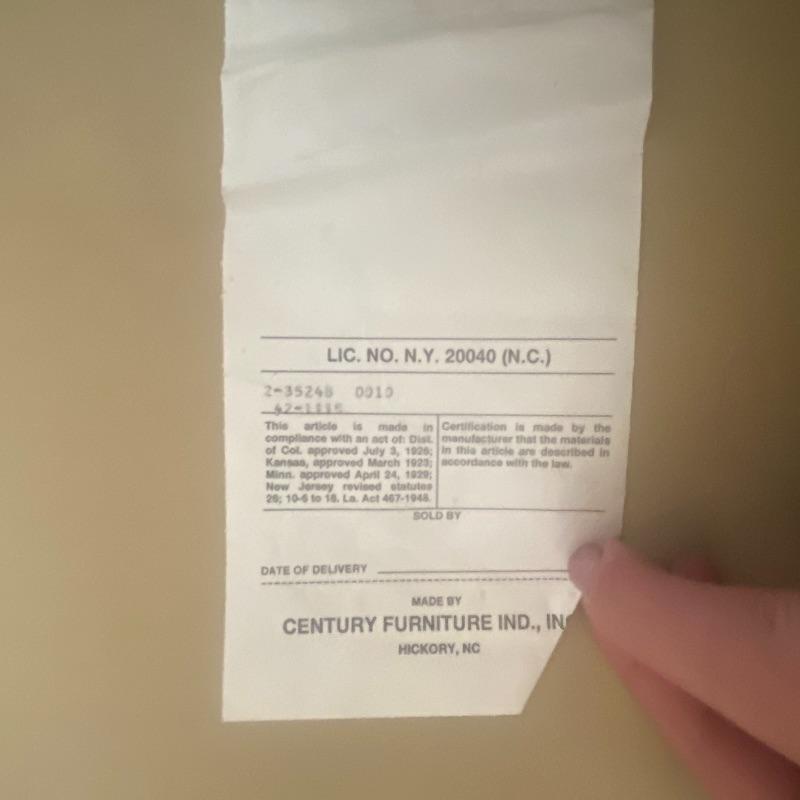 LIC. NO. N.Y. 20040 (N.C.)
2-35248 0010
42-1115
This article is made in
compliance with an act of: Dist.
of Col. approved July 3, 1926;
Kansas, approved March 1923;
Minn. approved April 24, 1929;
New Jersey revised statutes
26; 10-6 to 18. La. Act 467-1948.
Certification is made by the
manufacturer that the materials
in this article are described in
accordance with the law.
SOLD BY
DATE OF DELIVERY
MADE BY
CENTURY FURNITURE IND., INC
HICKORY, NC